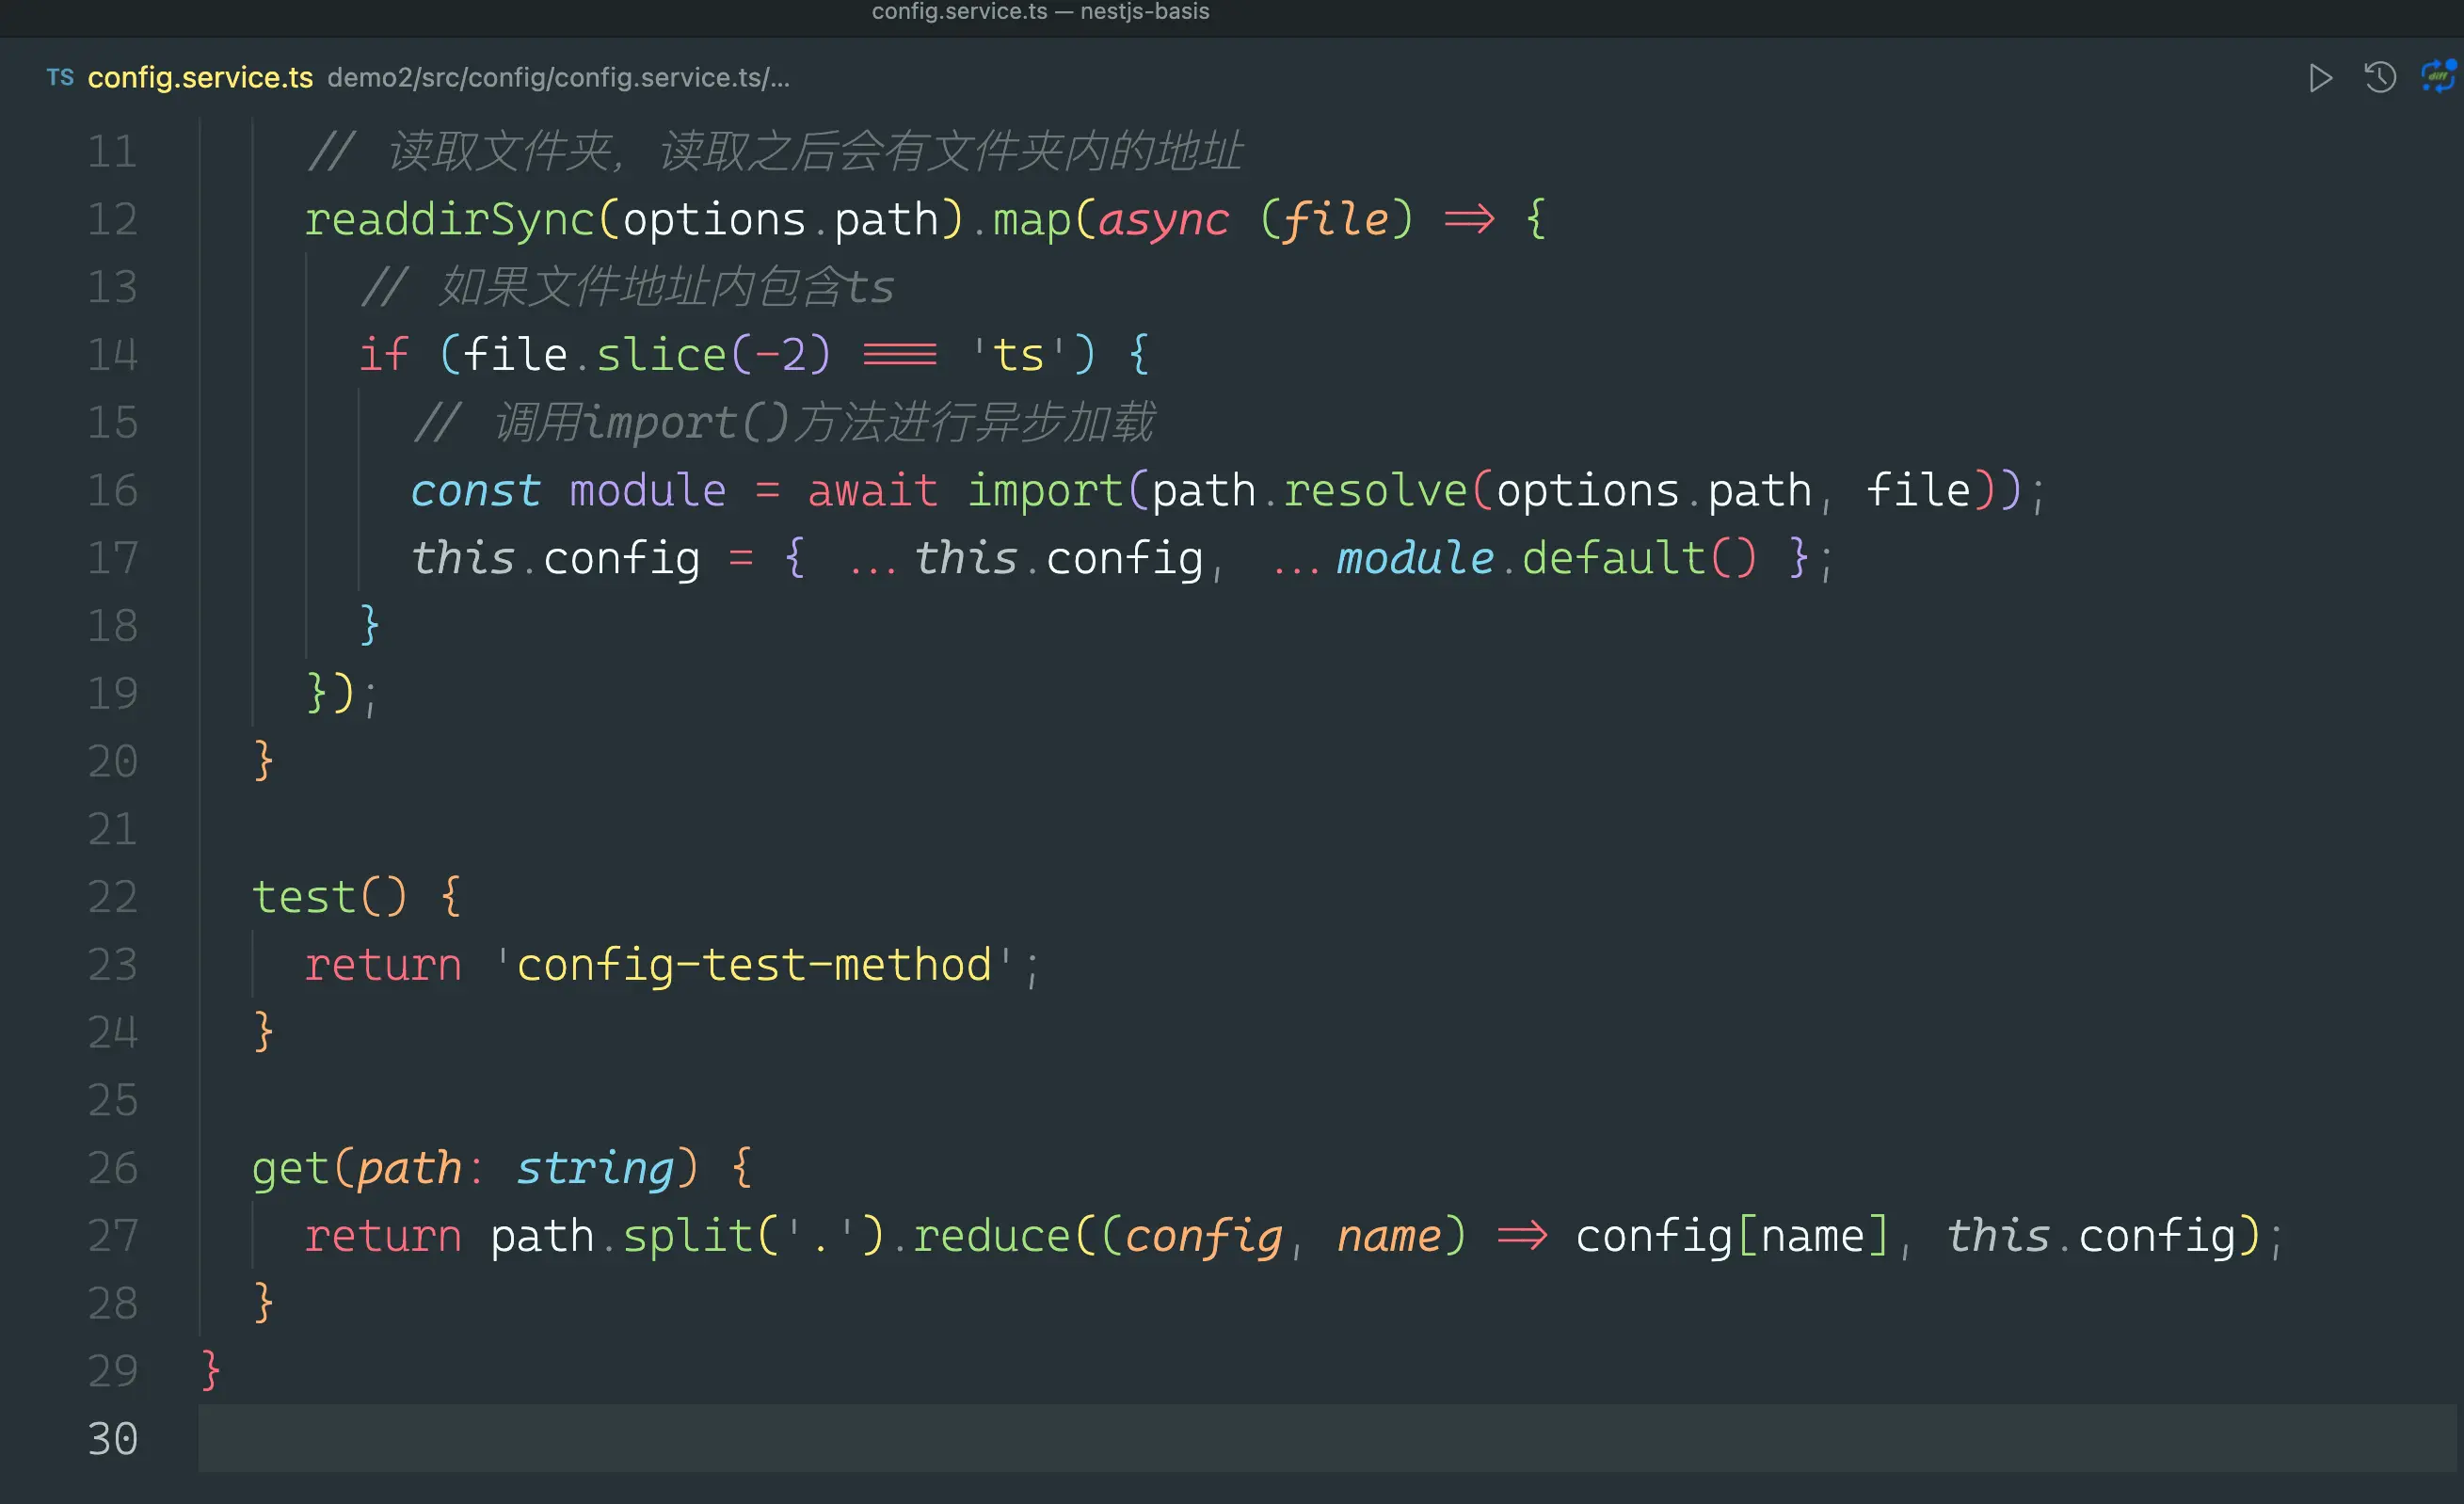 config.service.ts — nestjs-basis
TS config.service.ts demo2/src/config/config.service.ts/...
11 // 读取文件夹，读取之后会有文件夹内的地址
12 readdirSync(options.path).map(async (file) => {
13 // 如果文件地址内包含ts
14 if (file.slice(-2) === 'ts') {
15 // 调用import()方法进行异步加载
16 const module = await import(path.resolve(options.path, file));
17 this.config = { ...this.config, ...module.default() };
18 }
19 });
20 }
21
22 test() {
23 return 'config-test-method';
24 }
25
26 get(path: string) {
27 return path.split('.').reduce((config, name) => config[name], this.config);
28 }
29 }
30
diff